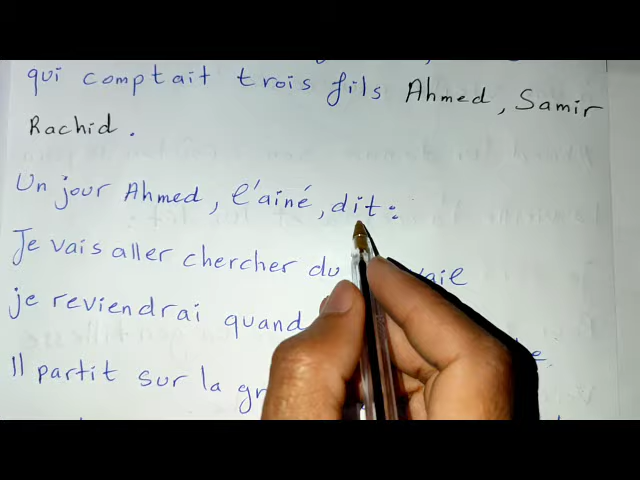 qui comptait trois fils Ahmed, Samir
Rachid.
Un jour Ahmed, l'ainé, dit:
Je vais aller chercher du
je reviendrai quand
Il partit sur la